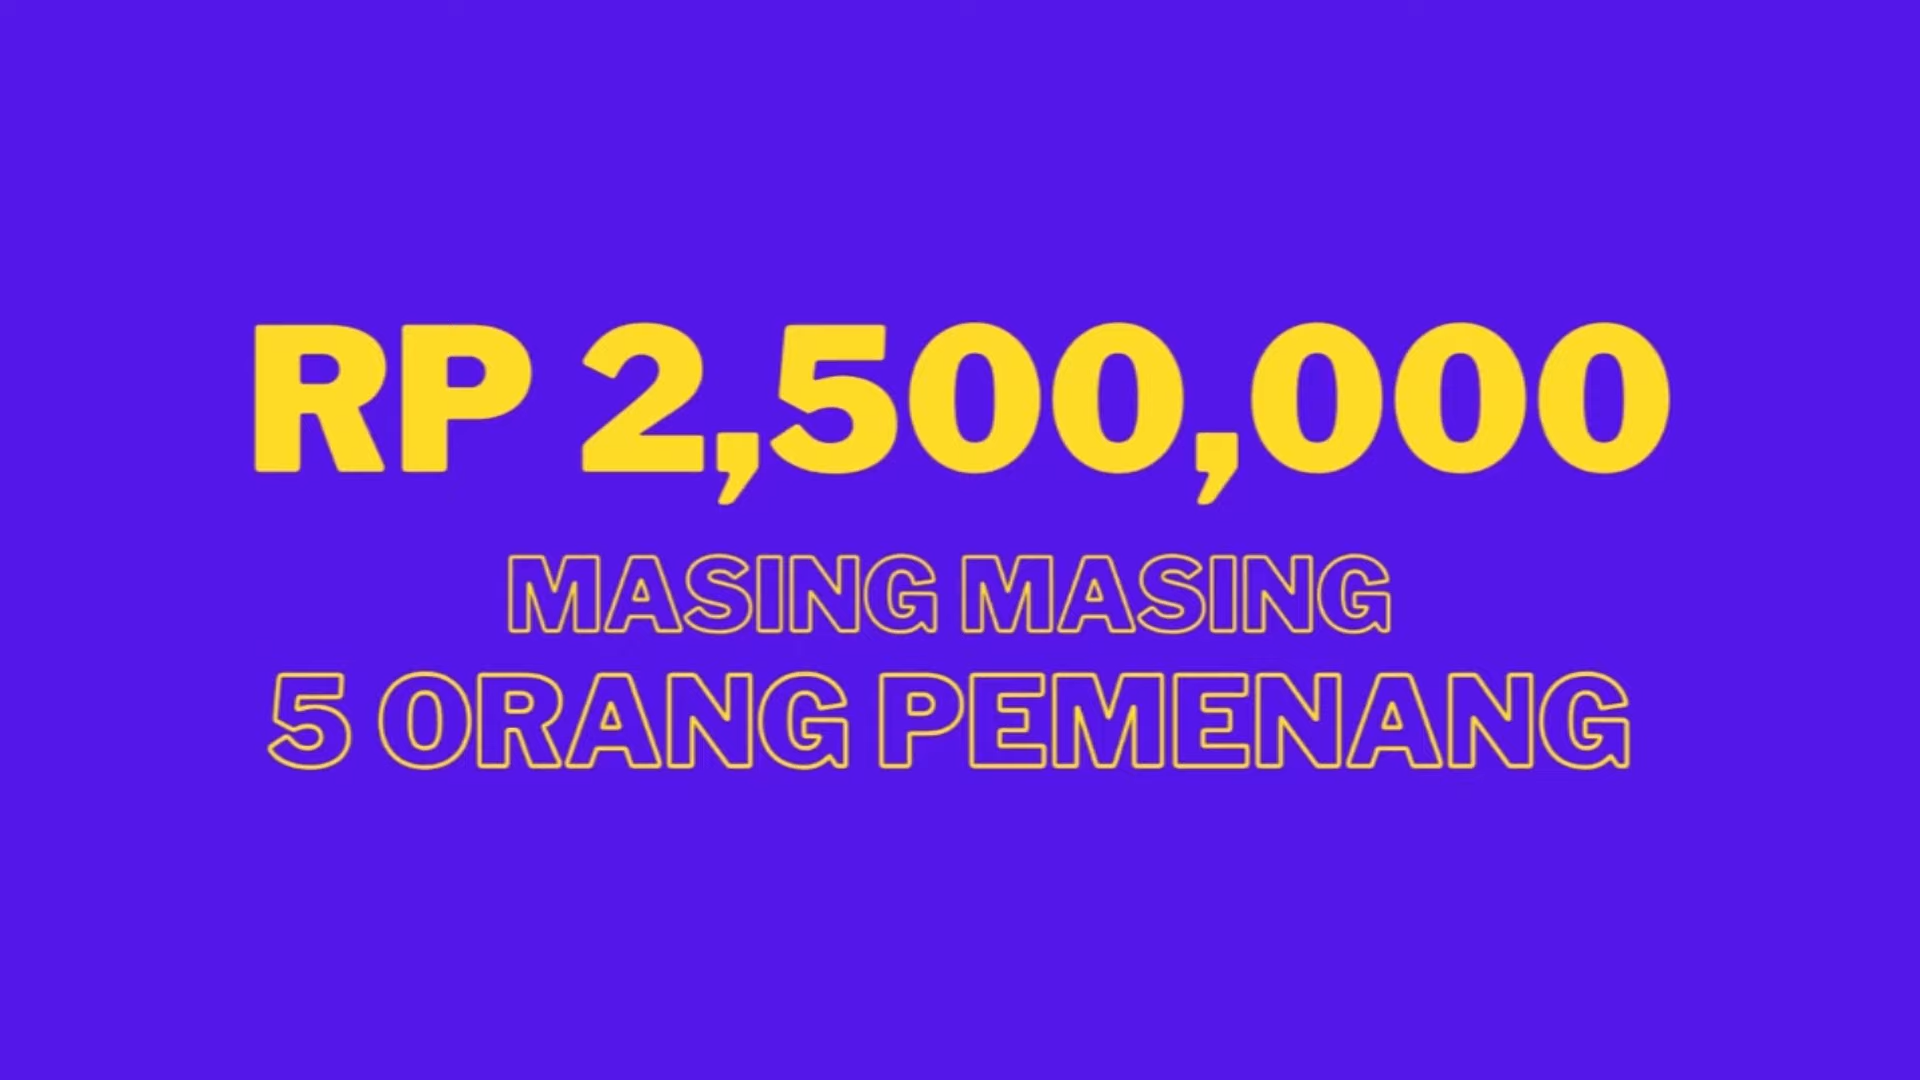 RP 2,500,000
MASING MASING
5 ORANG PEMENANG